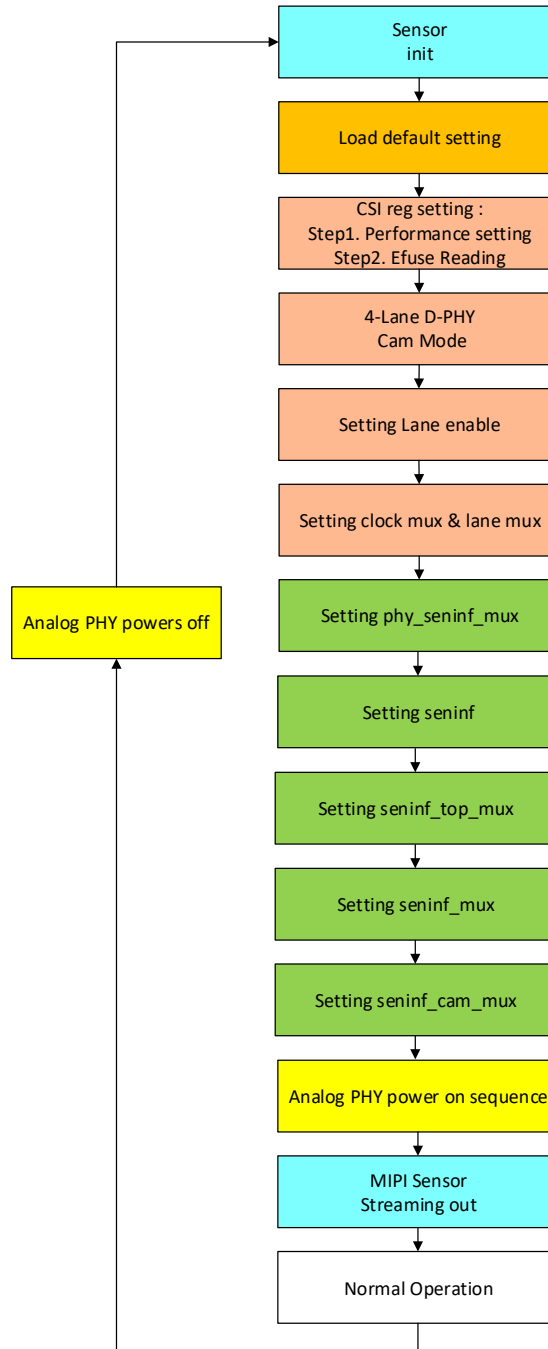 Sensor
init
Load default setting
CSI reg setting :
Step1. Performance setting
Step2. Efuse Reading
4-Lane D-PHY
Cam Mode
Setting Lane enable
Setting clock mux & lane mux
Analog PHY powers off
Setting phy_seninf_mux
Setting seninf
Setting seninf_top_mux
Setting seninf_mux
Setting seninf_cam_mux
Analog PHY power on sequence
MIPI Sensor
Streaming out
Normal Operation